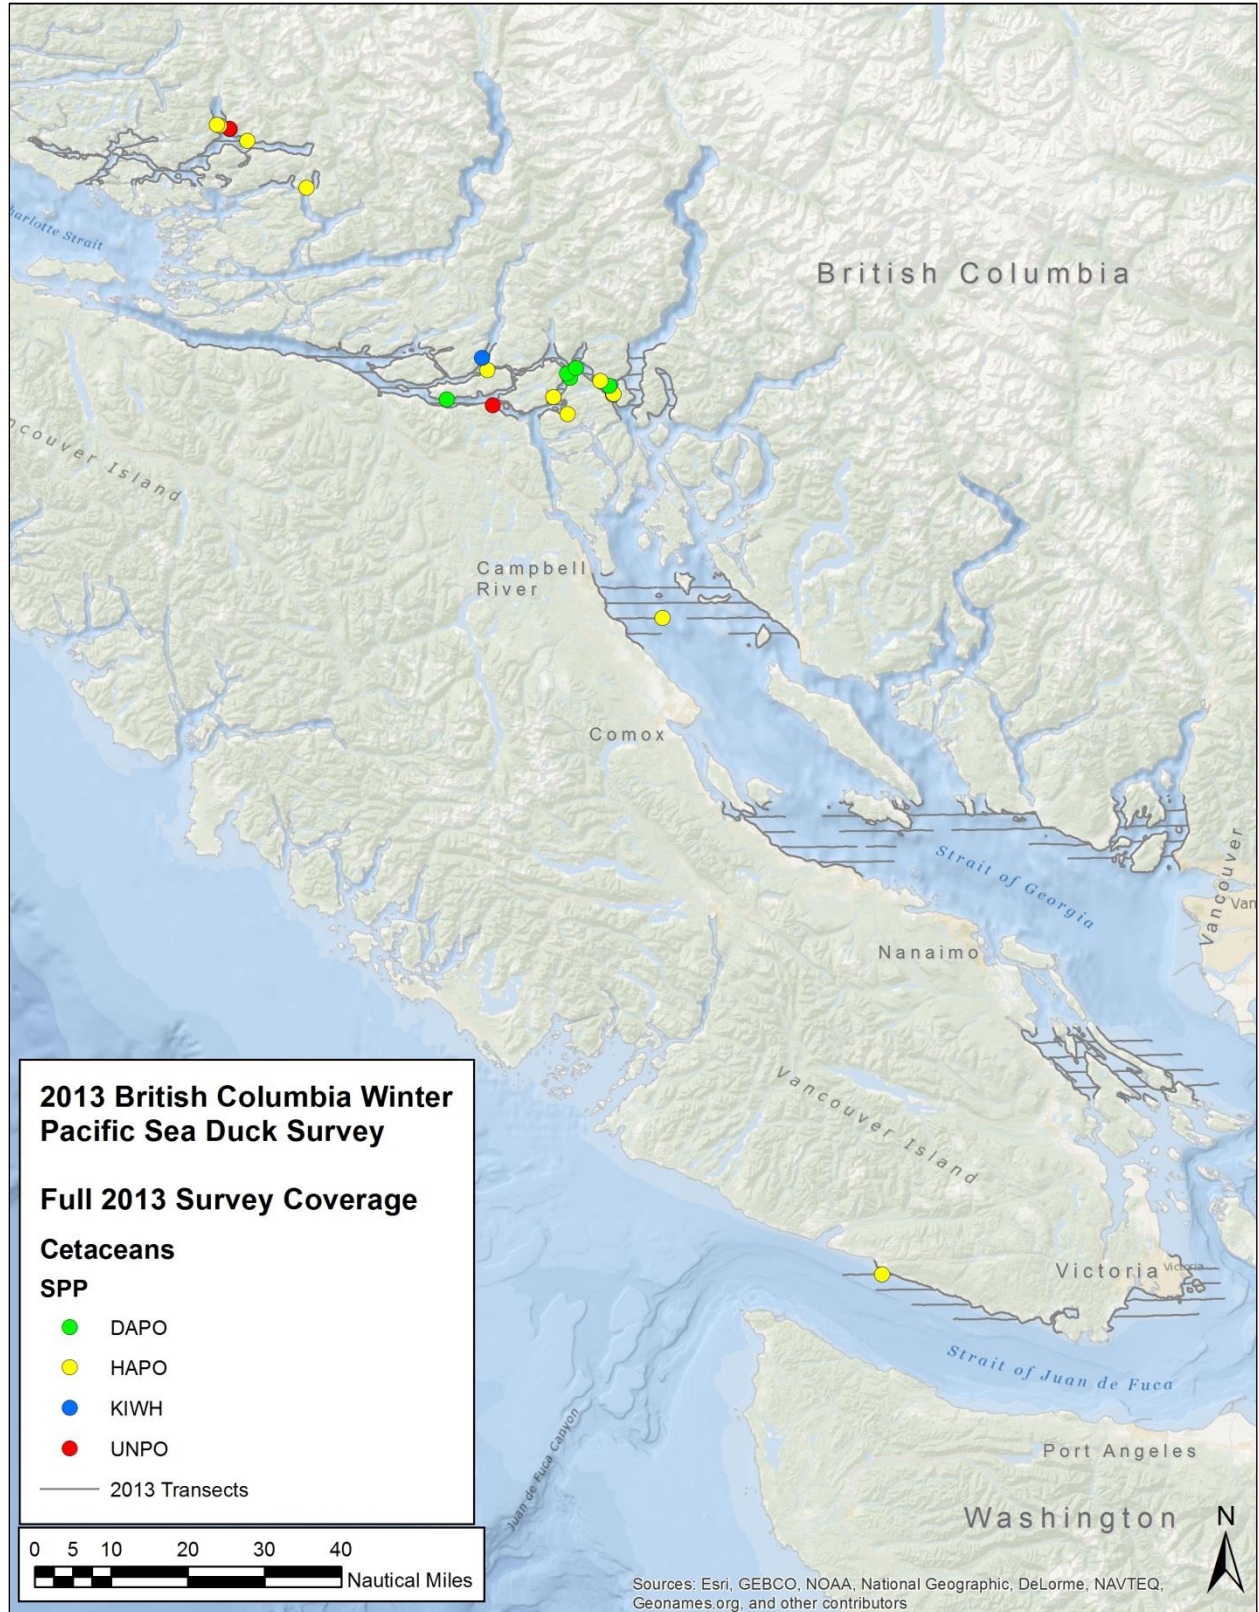 harlotte Strait
British Columbia
ncouver Island
Campbell
River
Comox
Strait of Georgia
Vancouver
Van
Nanaimo
Vancouver Island
Victoria
Victoria
Strait of Juan de Fuca
Juan de Fuca Canyon
Port Angeles
Washington
N
2013 British Columbia Winter
Pacific Sea Duck Survey
Full 2013 Survey Coverage
Cetaceans
SPP
DAPO
HAPO
KIWH
UNPO
2013 Transects
0 5 10 20 30 40
Nautical Miles
Sources: Esri, GEBCO, NOAA, National Geographic, DeLorme, NAVTEQ,
Geonames.org, and other contributors